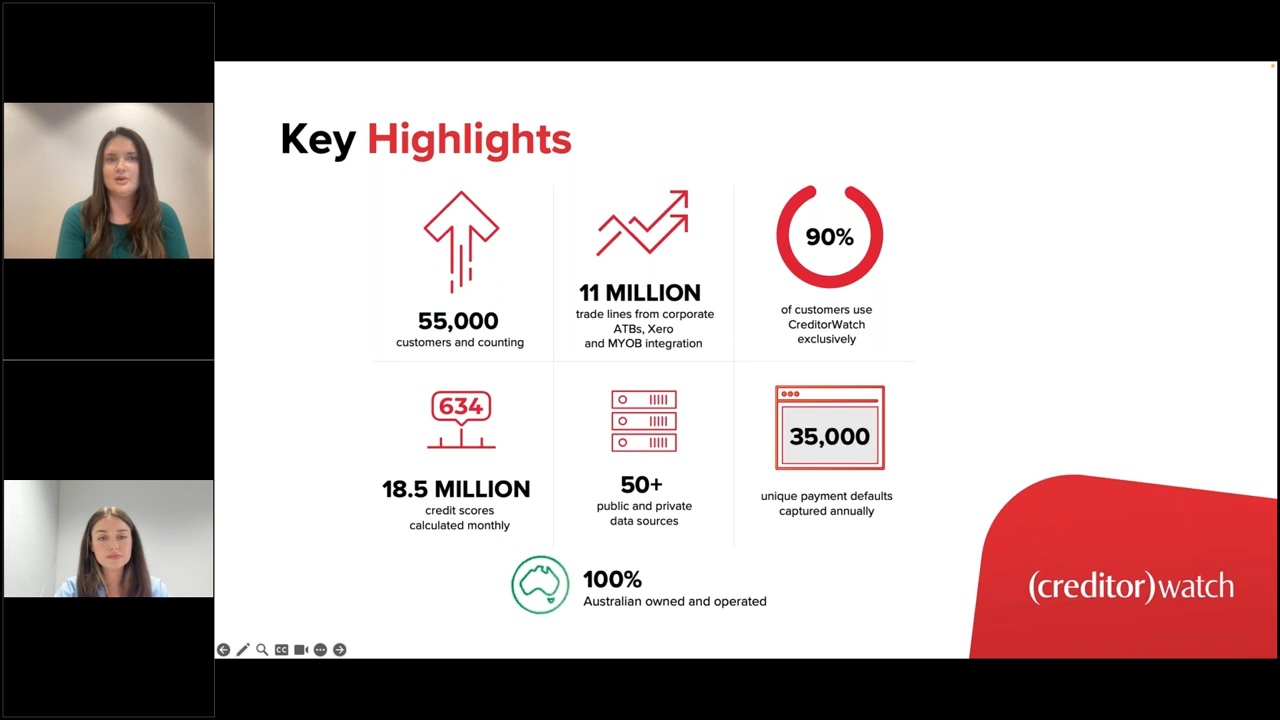 Key Highlights
55,000
customers and counting
11 MILLION
trade lines from corporate
ATBs, Xero
and MYOB integration
90%
of customers use
CreditorWatch
exclusively
634
18.5 MILLION
credit scores
calculated monthly
50+
public and private
data sources
35,000
unique payment defaults
captured annually
100%
Australian owned and operated
(creditor)watch
CC